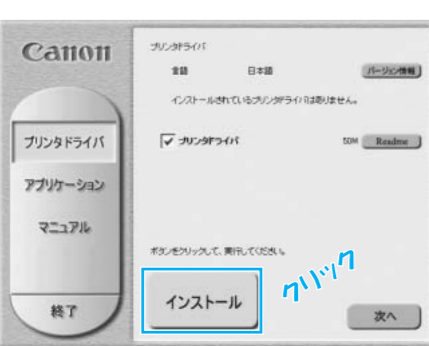 Canon
プリンタドライバ
アプリケーション
マニュアル
終了
プリンタドライバ
言語 日本語 バージョン情報
インストールされているプリンタドライバはありません。
プリンタドライバ 50M Readme
ボタンをクリックして、実行してください。
インストール
クリック
次へ